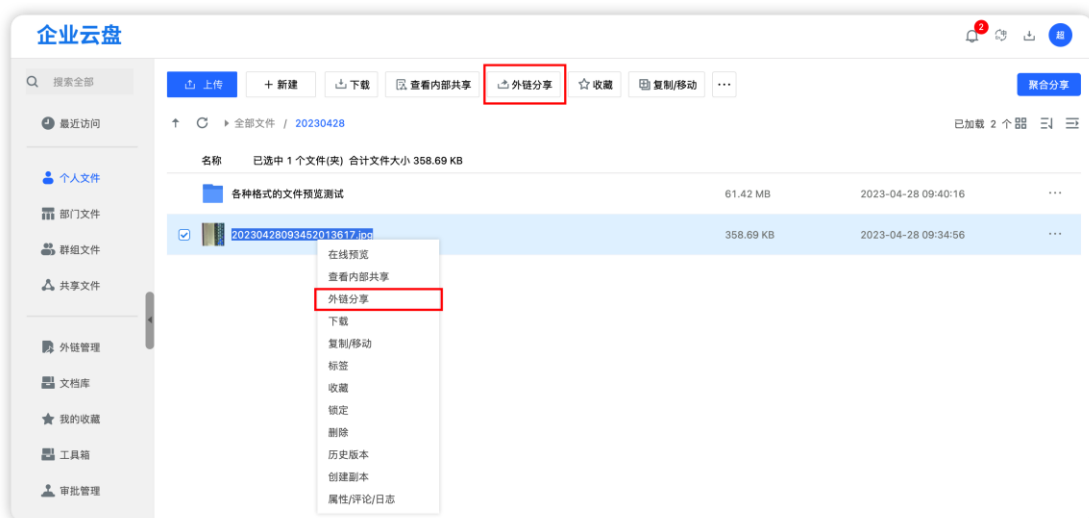 企业云盘
2
超
搜索全部
上传 + 新建 下载 查看内部共享 外链分享 收藏 复制/移动 ··· 聚合分享
最近访问
全部文件 / 20230428 已加载 2 个
名称 已选中 1 个文件(夹) 合计文件大小 358.69 KB
个人文件
各种格式的文件预览测试 61.42 MB 2023-04-28 09:40:16 ···
部门文件
20230428093452013617.jpg 358.69 KB 2023-04-28 09:34:56 ···
群组文件
共享文件
外链管理
文档库
我的收藏
工具箱
审批管理
在线预览
查看内部共享
外链分享
下载
复制/移动
标签
收藏
锁定
删除
历史版本
创建副本
属性/评论/日志